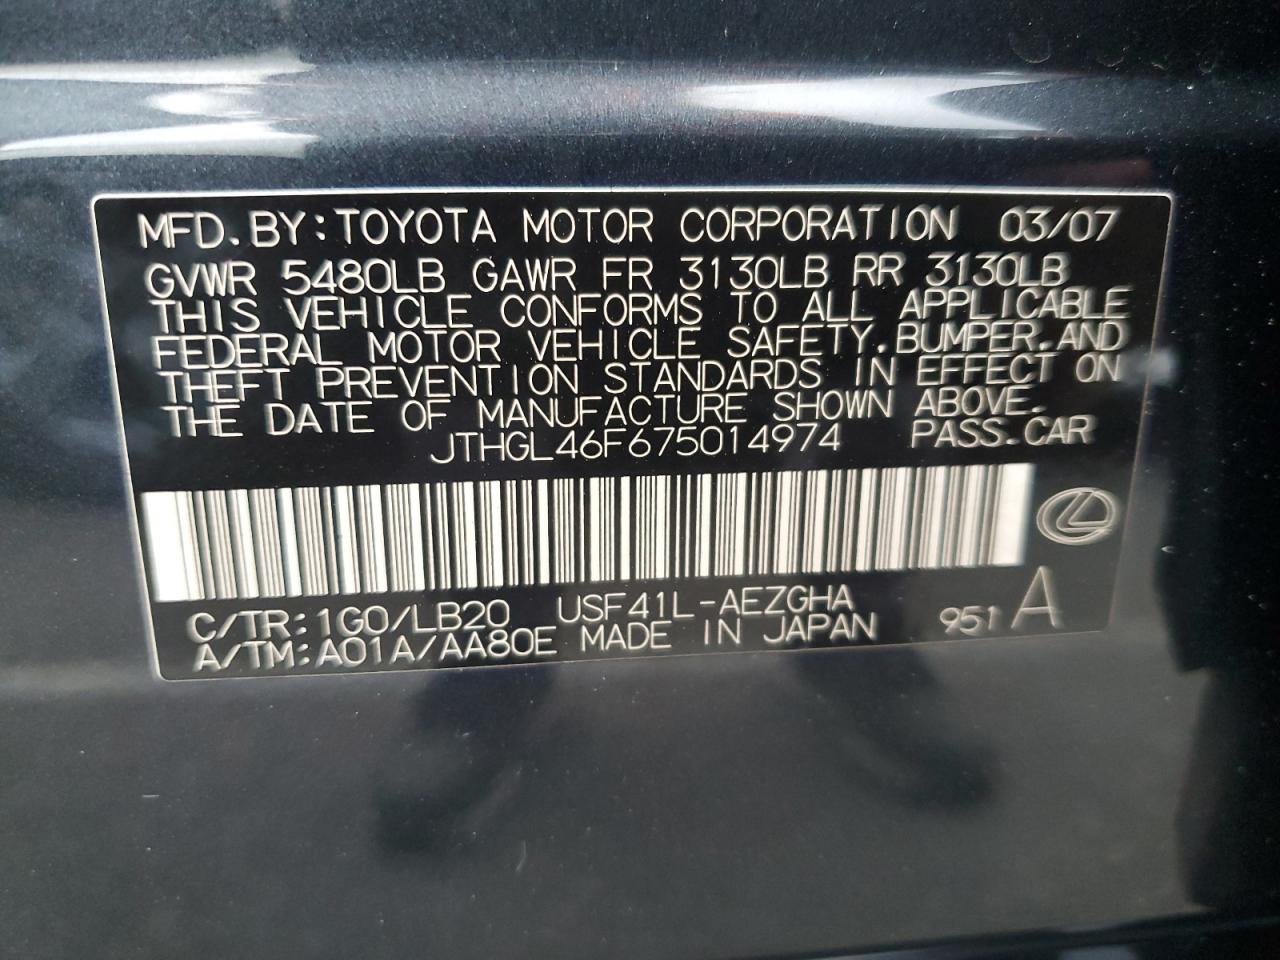 MFD. BY: TOYOTA MOTOR CORPORATION 03/07
GVWR 5480LB GAWR FR 3130LB RR 3130LB
THIS VEHICLE CONFORMS TO ALL APPLICABLE
FEDERAL MOTOR VEHICLE SAFETY, BUMPER, AND
THEFT PREVENTION STANDARDS IN EFFECT ON
THE DATE OF MANUFACTURE SHOWN ABOVE.
JTHGL46F675014974 PASS. CAR
C/TR: 1G0/LB20 USF41L-AEZGHA
A/TM: A01A/AA80E MADE IN JAPAN 951 A